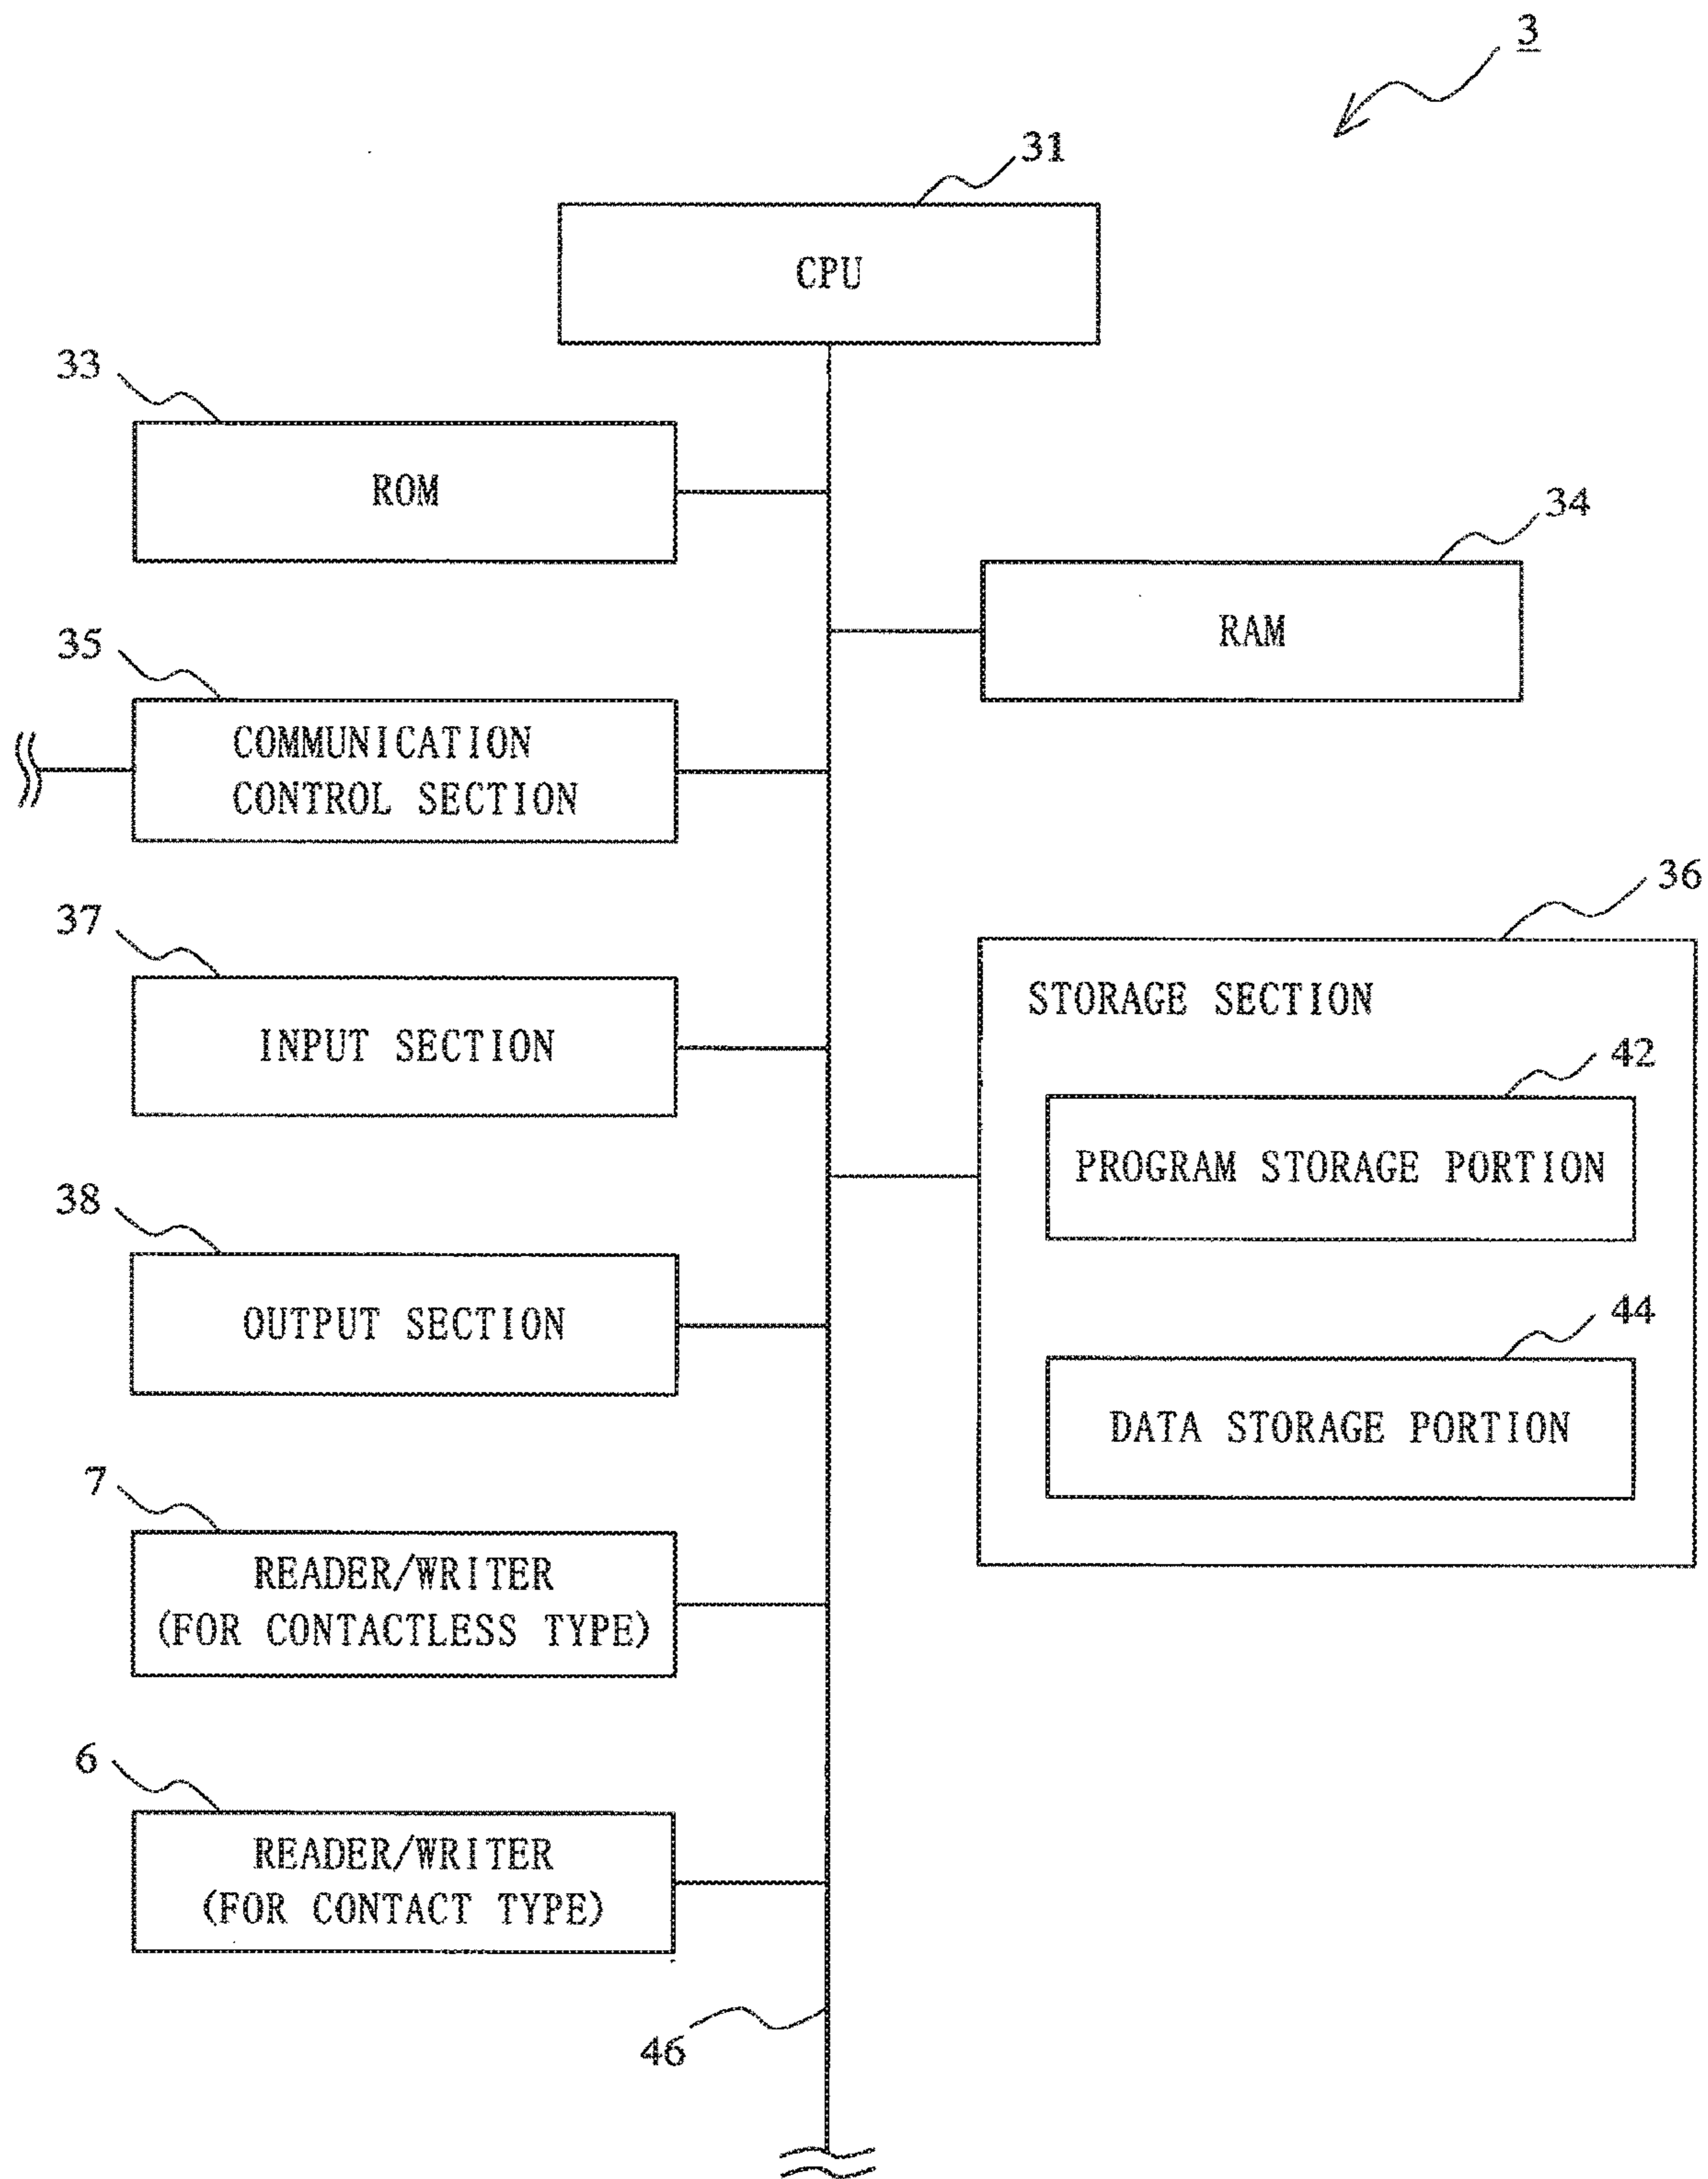 3
31
CPU
33
ROM
34
RAM
35
COMMUNICATION
CONTROL SECTION
36
STORAGE SECTION
37
INPUT SECTION
42
PROGRAM STORAGE PORTION
38
OUTPUT SECTION
44
DATA STORAGE PORTION
7
READER/WRITER
(FOR CONTACTLESS TYPE)
6
READER/WRITER
(FOR CONTACT TYPE)
46